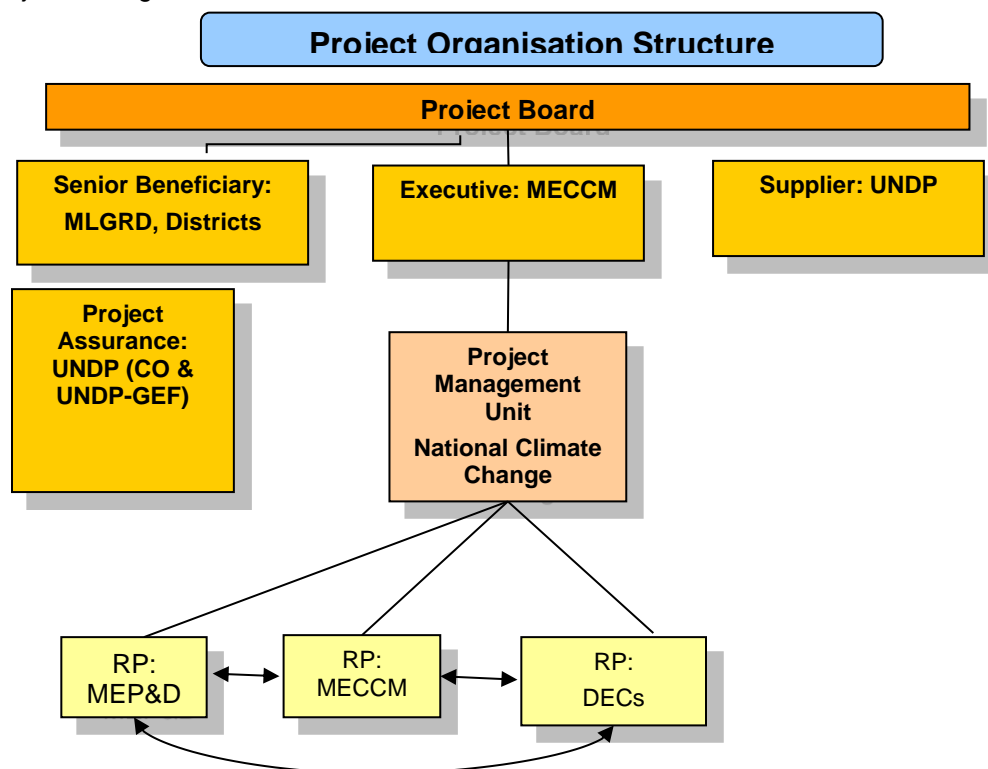 Project Organisation Structure
Project Board
Senior Beneficiary:
MLGRD, Districts
Executive: MECCM
Supplier: UNDP
Project
Assurance:
UNDP (CO &
UNDP-GEF)
Project
Management
Unit
National Climate
Change
RP:
MEP&D
RP:
MECCM
RP:
DECs